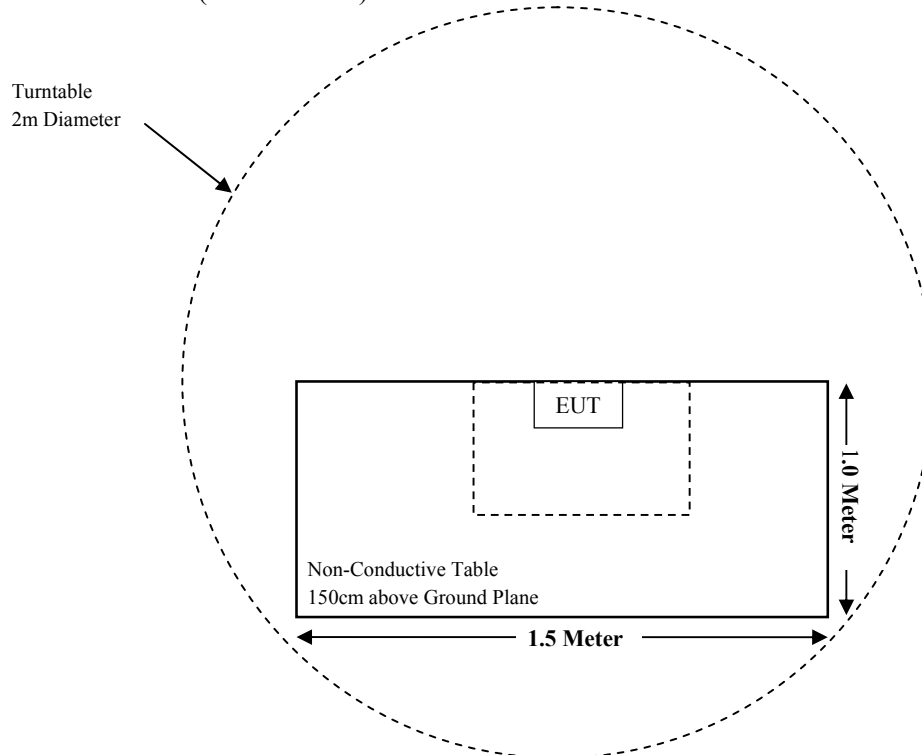 Turntable
2m Diameter
EUT
1.0 Meter
Non-Conductive Table
150cm above Ground Plane
1.5 Meter